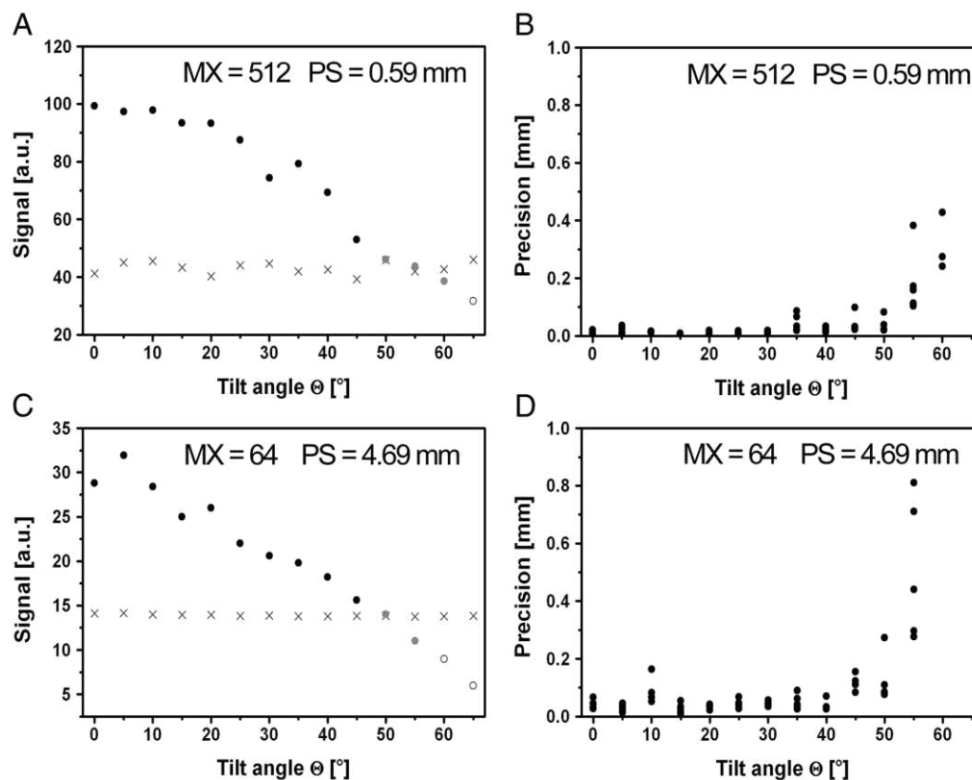 A
120
100
80
60
40
20
Signal [a.u.]
MX = 512 PS = 0.59 mm
0 10 20 30 40 50 60
Tilt angle Θ [°]
B
1.0
0.8
0.6
0.4
0.2
0.0
Precision [mm]
MX = 512 PS = 0.59 mm
0 10 20 30 40 50 60
Tilt angle Θ [°]
C
35
30
25
20
15
10
5
Signal [a.u.]
MX = 64 PS = 4.69 mm
0 10 20 30 40 50 60
Tilt angle Θ [°]
D
1.0
0.8
0.6
0.4
0.2
0.0
Precision [mm]
MX = 64 PS = 4.69 mm
0 10 20 30 40 50 60
Tilt angle Θ [°]